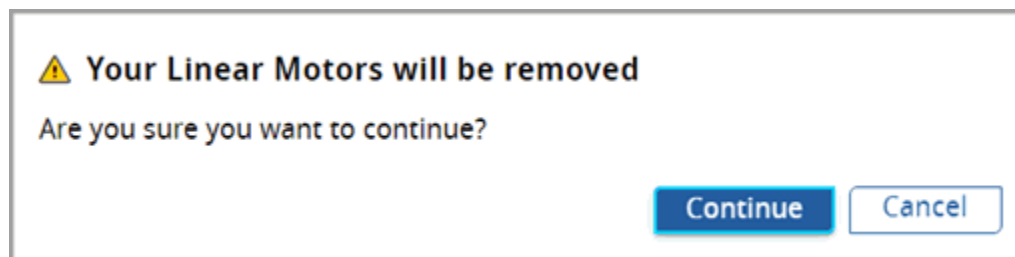 Your Linear Motors will be removed
Are you sure you want to continue?
Continue Cancel